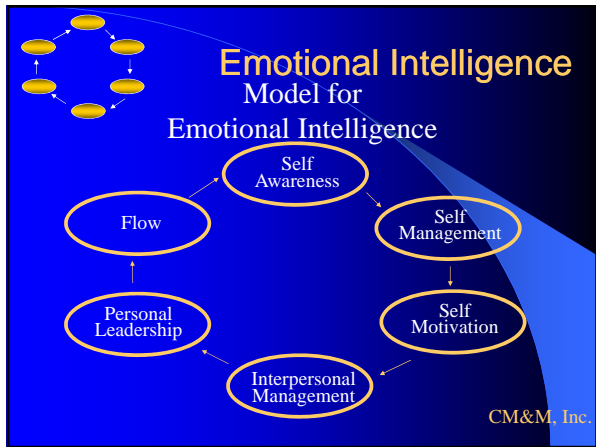 Emotional Intelligence
Model for
Emotional Intelligence
Self
Awareness
Self
Management
Self
Motivation
Interpersonal
Management
Personal
Leadership
Flow
CM&M, Inc.